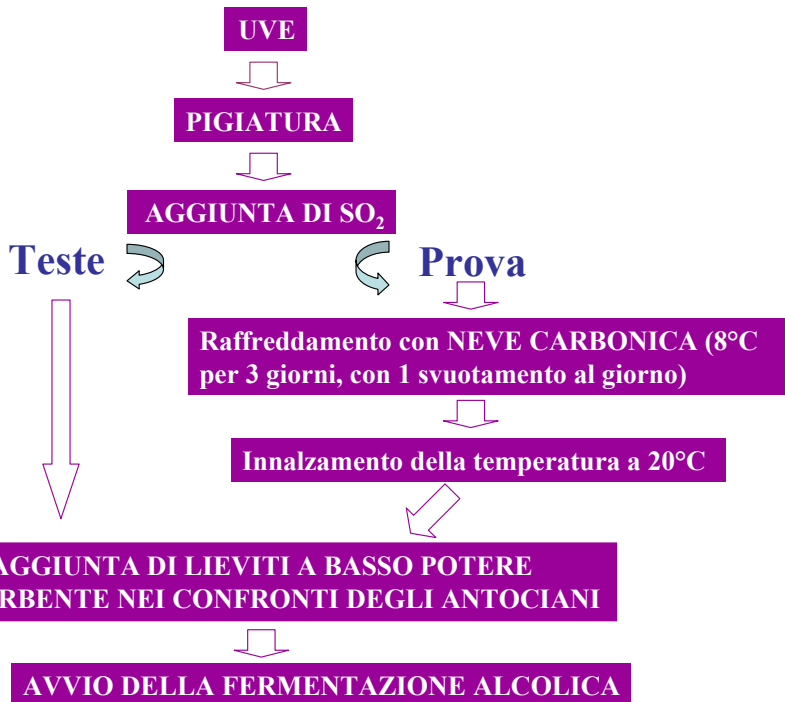 UVE
PIGIATURA
AGGIUNTA DI SO₂
Teste
Prova
Raffreddamento con NEVE CARBONICA (8°C
per 3 giorni, con 1 svuotamento al giorno)
Innalzamento della temperatura a 20°C
AGGIUNTA DI LIEVITI A BASSO POTERE
RBENTE NEI CONFRONTI DEGLI ANTOCIANI
AVVIO DELLA FERMENTAZIONE ALCOLICA